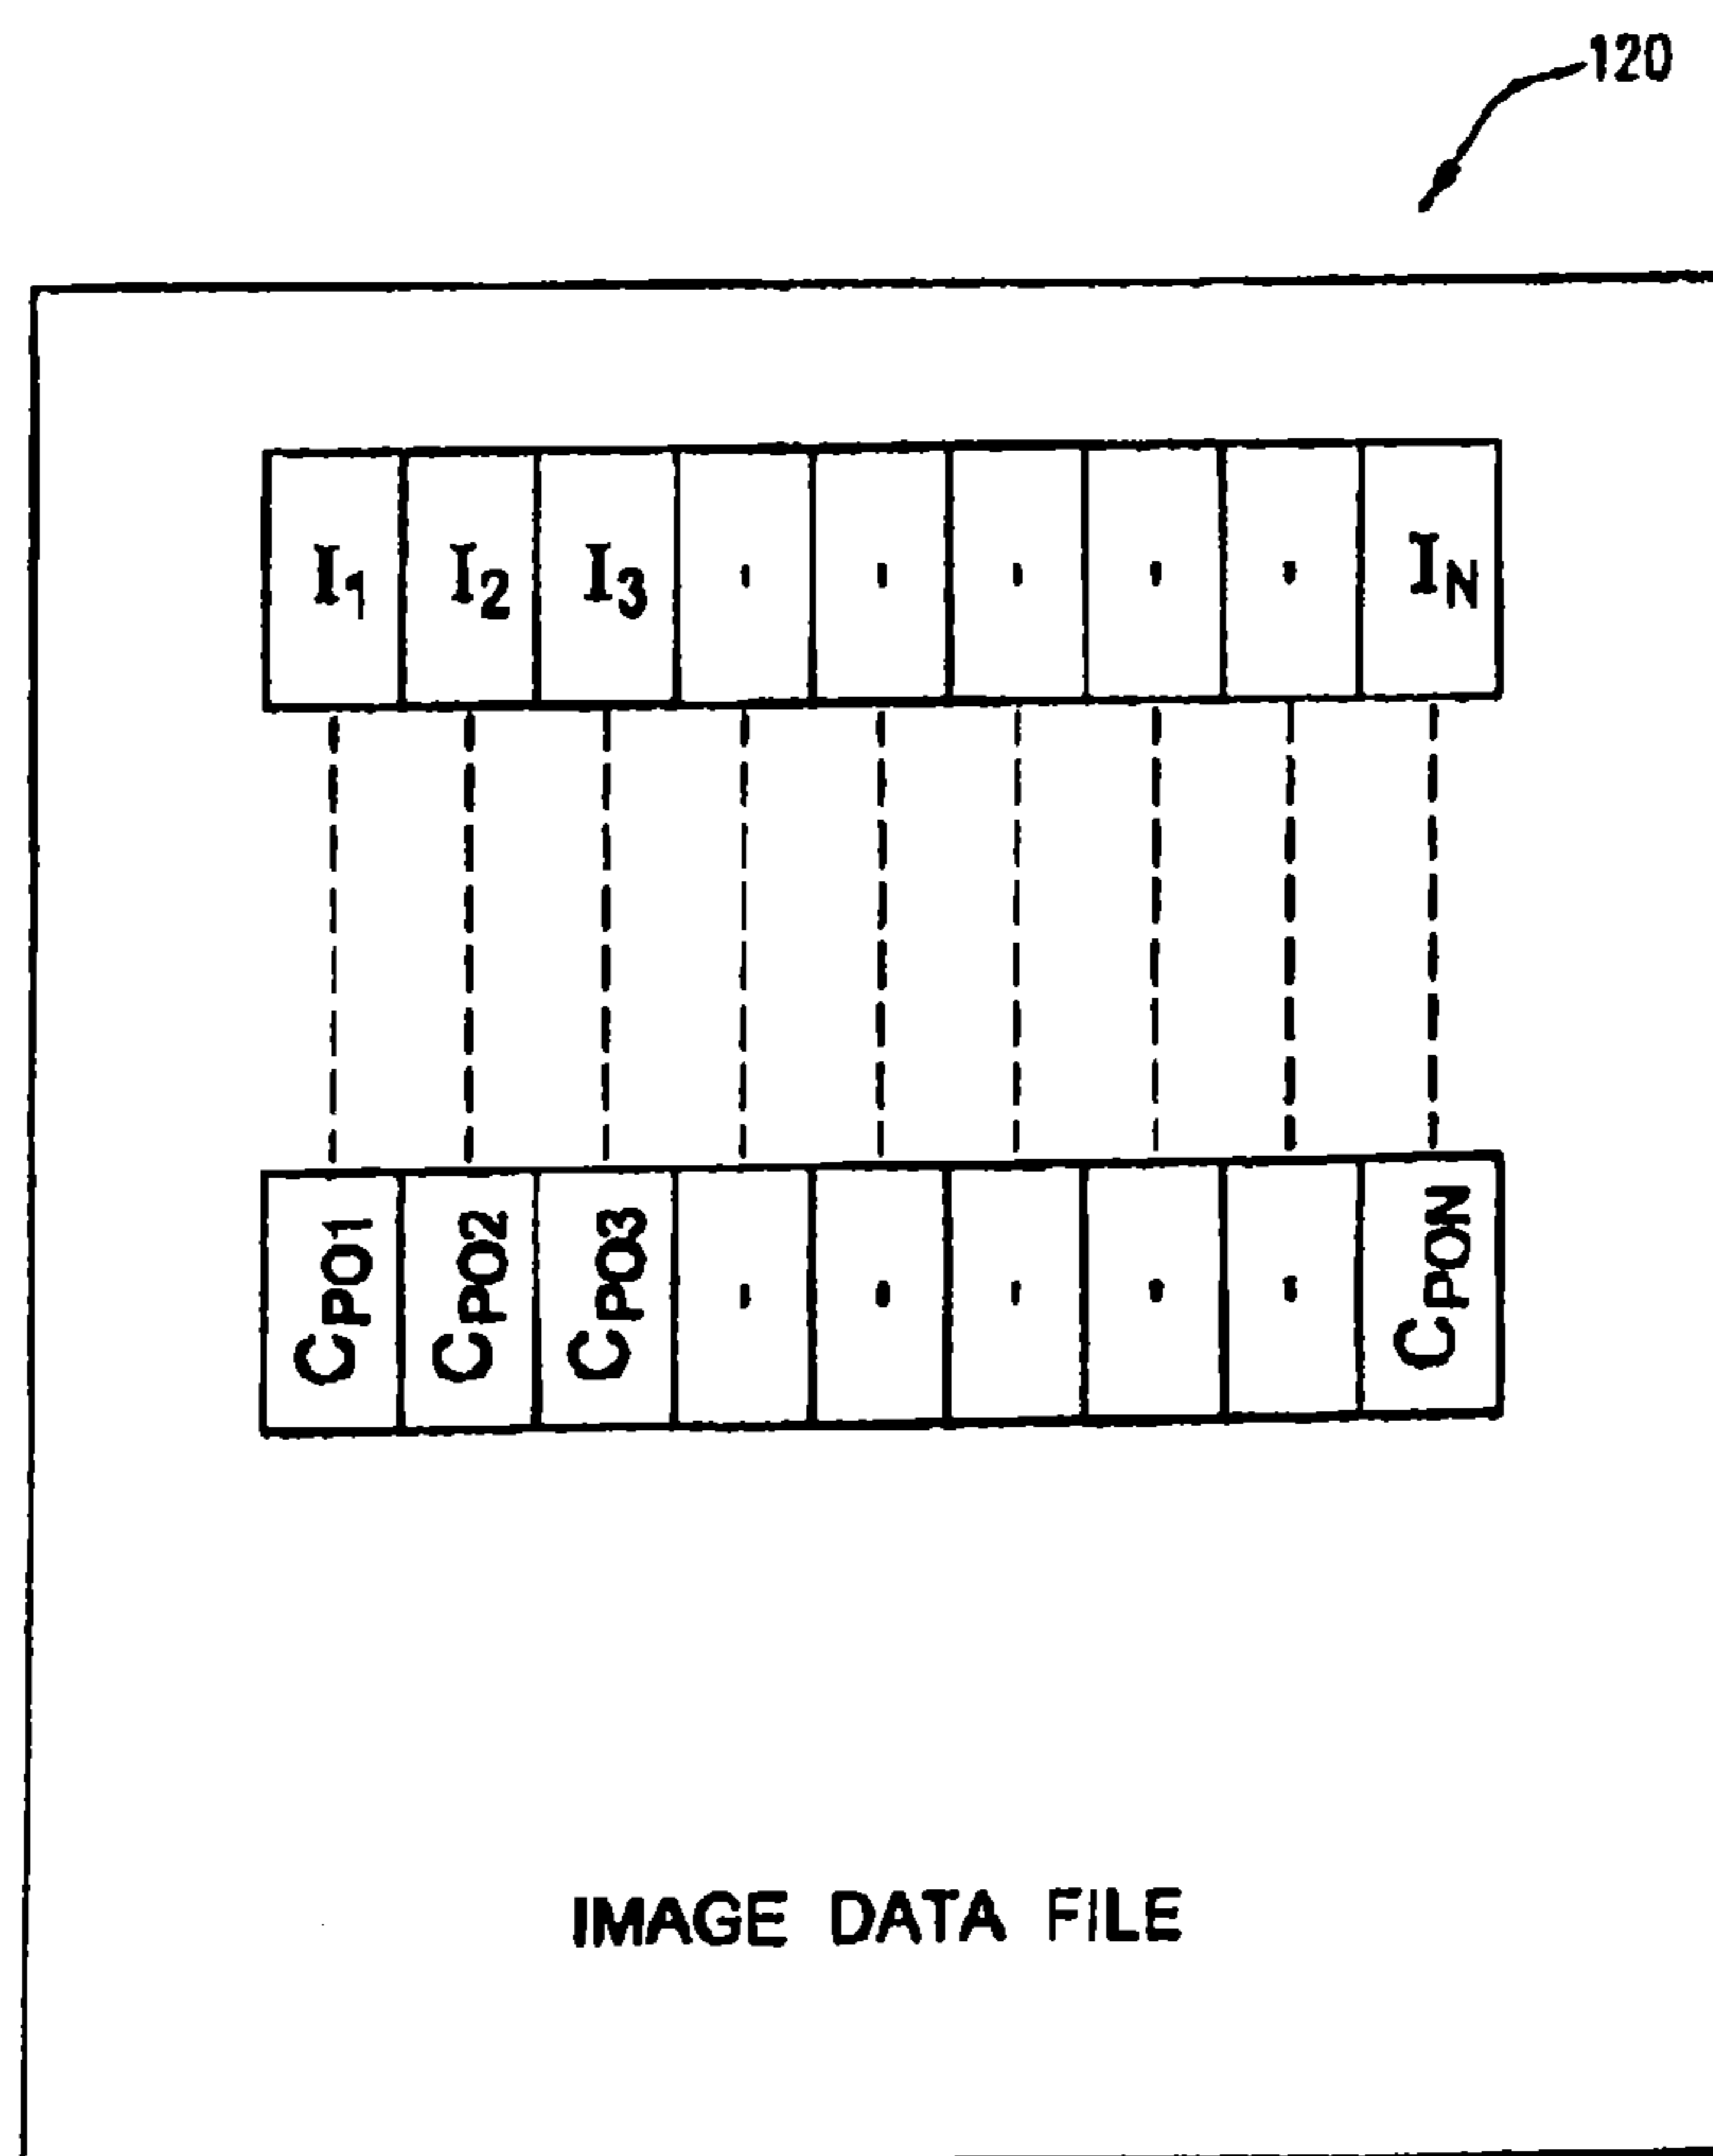 120
I1 I2 I3 . . . . . IN
CPO1 CPO2 CPO3 . . . . . CPON
IMAGE DATA FILE